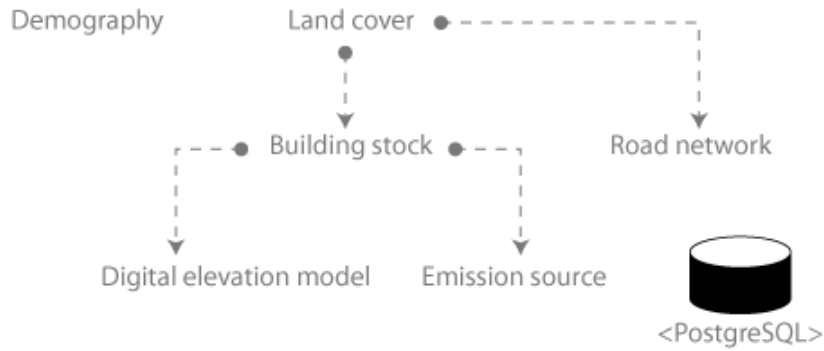 Demography
Land cover
Building stock
Road network
Digital elevation model
Emission source
<PostgreSQL>